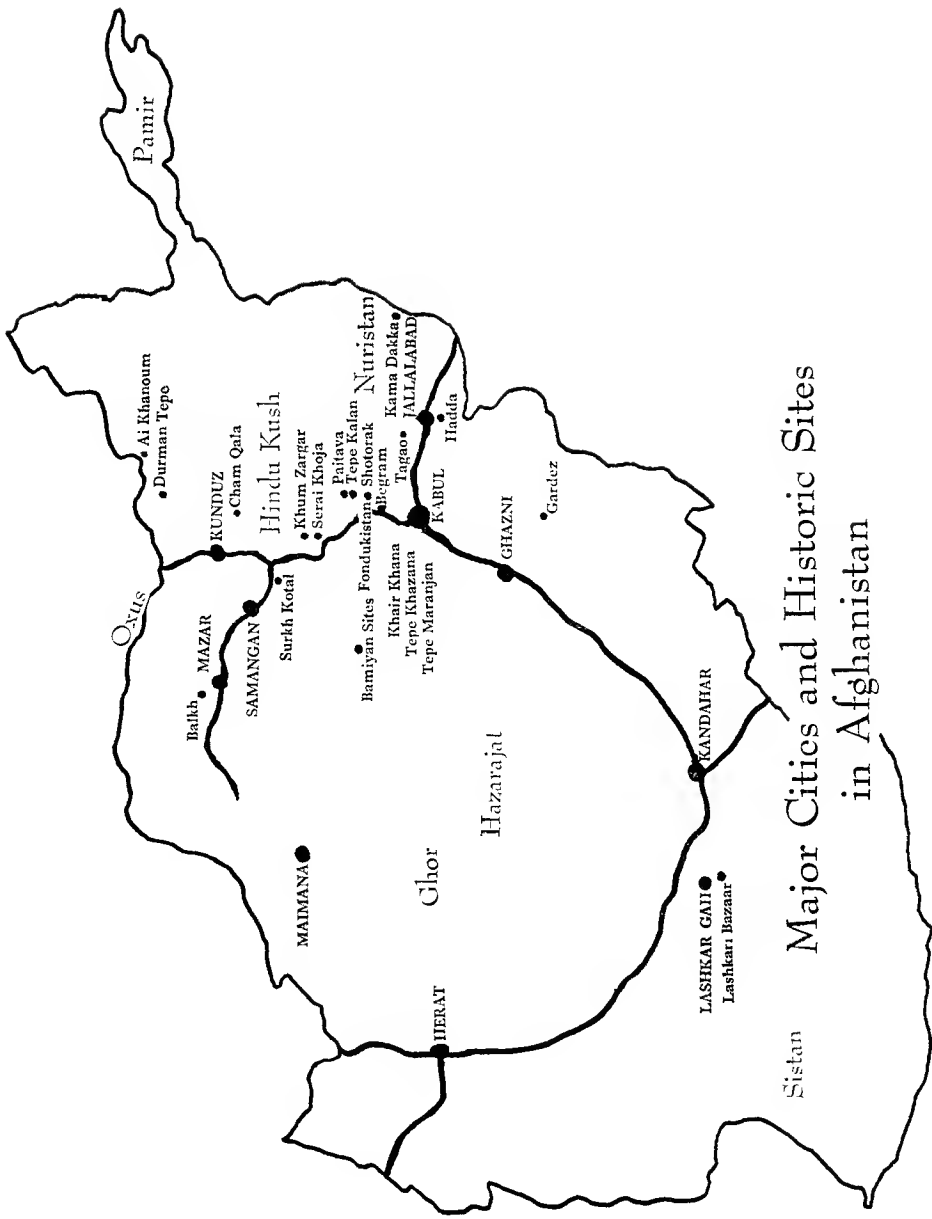 Major Cities and Historic Sites
in Afghanistan
Pamir
Oxus
Ai Khanoum
Durman Tepe
KUNDUZ
Cham Qala
MAZAR
Balkh
SAMANGAN
Surkh Kotal
Hindu Kush
Khum Zargar
Serai Khoja
MAIMANA
Paitava
Tepe Kalan
Bamiyan Sites
Fondukistan
Shotorak
Nuristan
Begram
Khair Khana
Tepe Khazana
Tepe Maranjan
Tagao
Kama Dakka
JALLALABAD
KABUL
Hadda
Ghor
HERAT
Hazarajal
GHAZNI
Gardez
KANDAHAR
LASHKAR GAH
Lashkari Bazaar
Sistan